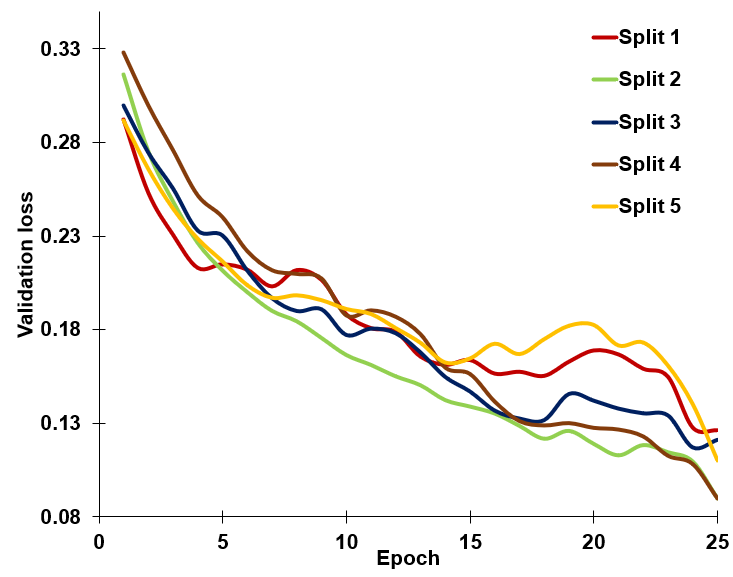 0.33
0.28
0.23
0.18
0.13
0.08
Validation loss
0
5
10
15
20
25
Epoch
Split 1
Split 2
Split 3
Split 4
Split 5